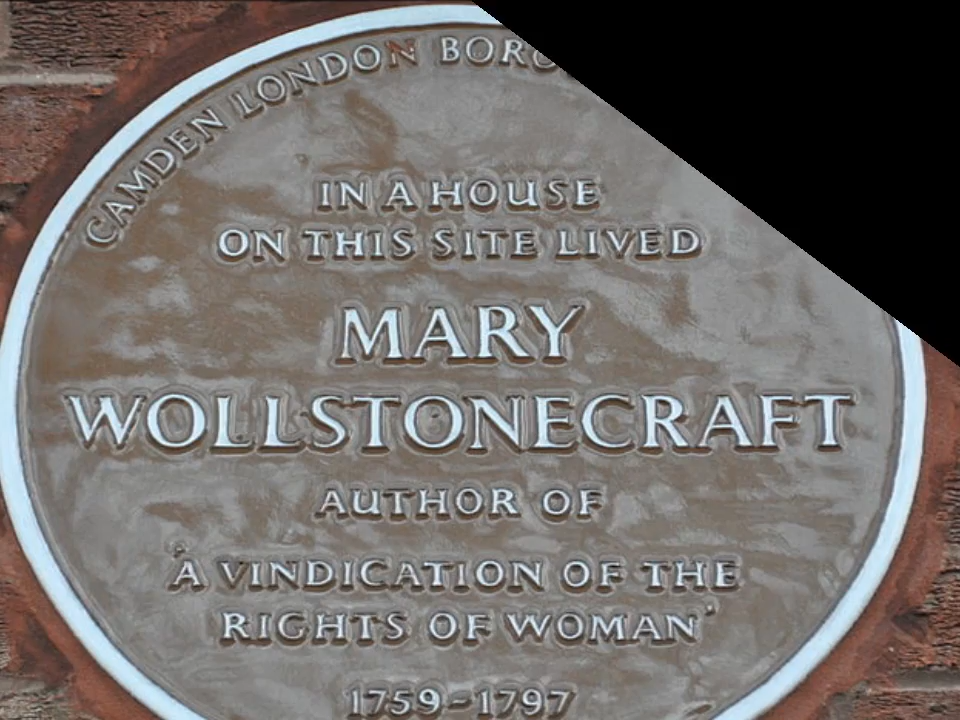 CAMDEN LONDON
IN A HOUSE
ON THIS SITE LIVED
MARY
WOLLSTONECRAFT
AUTHOR OF
'A VINDICATION OF THE
RIGHTS OF WOMAN'
1759-1797